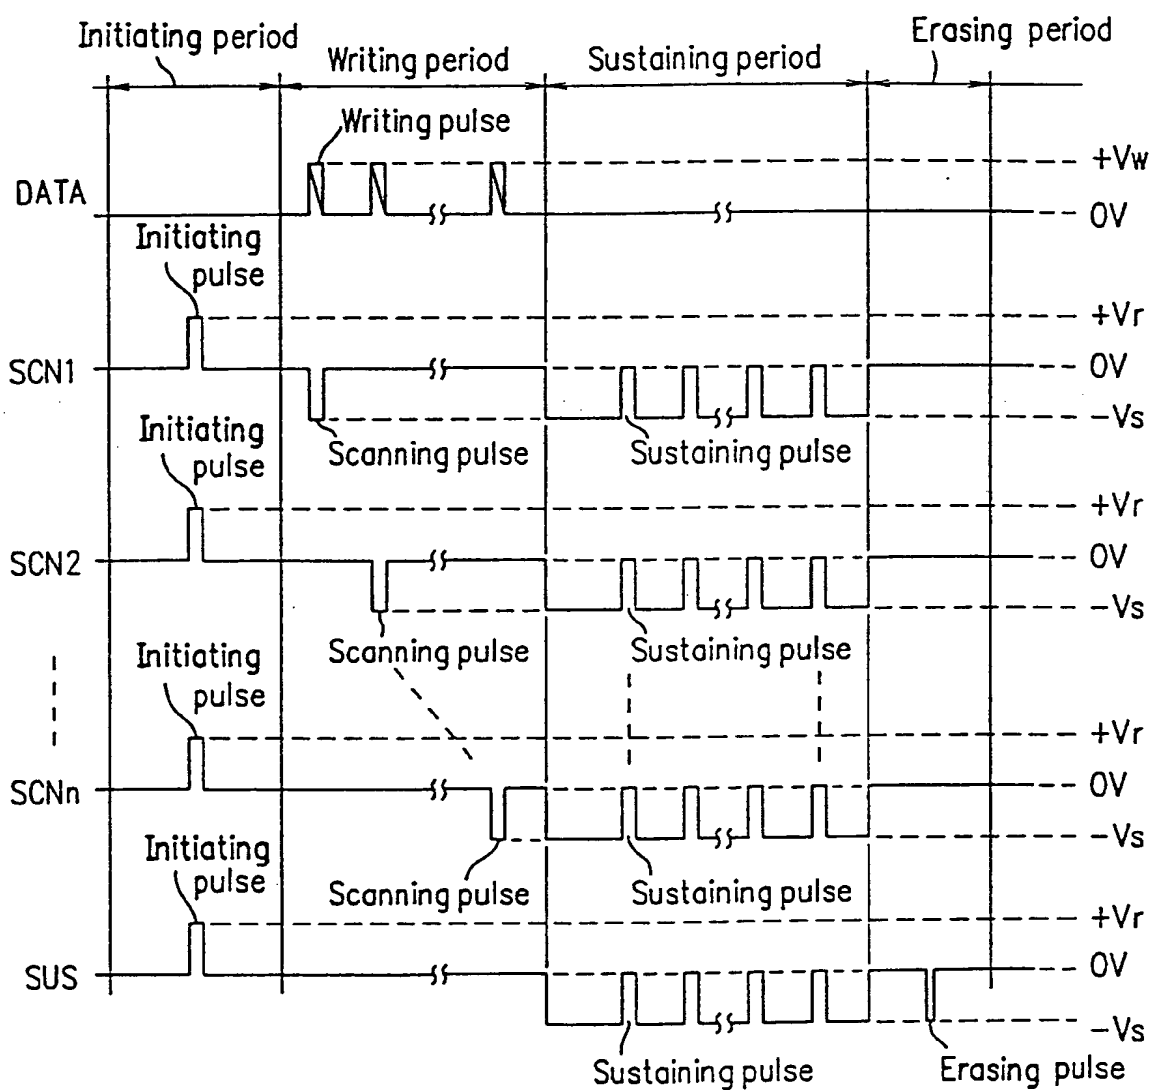 Initiating period
Writing period
Sustaining period
Erasing period
Writing pulse
+Vw
DATA
0V
Initiating
pulse
+Vr
SCN1
0V
-Vs
Initiating
pulse
Scanning pulse
Sustaining pulse
+Vr
SCN2
0V
-Vs
Initiating
pulse
Scanning pulse
Sustaining pulse
+Vr
SCNn
0V
-Vs
Initiating
pulse
Scanning pulse
Sustaining pulse
+Vr
SUS
0V
-Vs
Sustaining pulse
Erasing pulse